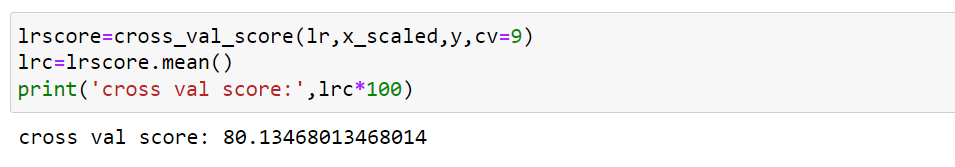 lrscore=cross_val_score(lr,x_scaled,y,cv=9)
lrc=lrscore.mean()
print('cross val score:',lrc*100)
cross val score: 80.13468013468014